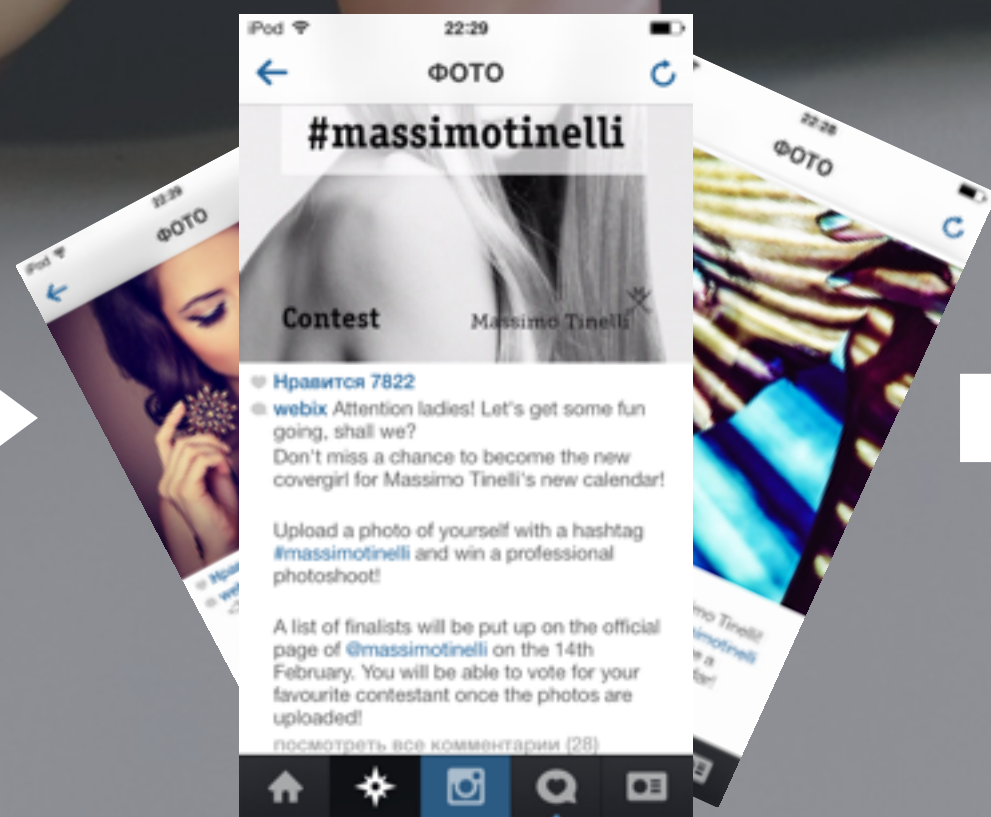 iPod
22:29
ФОТО
#massimotinelli
Contest
Massimo Tinelli
Нравится 7822
webix Attention ladies! Let's get some fun
going, shall we?
Don't miss a chance to become the new
covergirl for Massimo Tinelli's new calendar!
Upload a photo of yourself with a hashtag
#massimotinelli and win a professional
photoshoot!
A list of finalists will be put up on the official
page of @massimotinelli on the 14th
February. You will be able to vote for your
favourite contestant once the photos are
uploaded!
посмотреть все комментарии (28)
iPod
22:29
ФОТО
22:28
ФОТО
Tinelli!